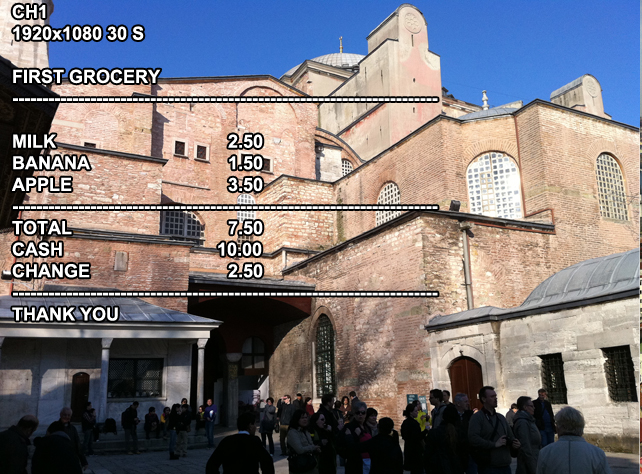 CH1
1920x1080 30 S
FIRST GROCERY
MILK 2.50
BANANA 1.50
APPLE 3.50
TOTAL 7.50
CASH 10.00
CHANGE 2.50
THANK YOU